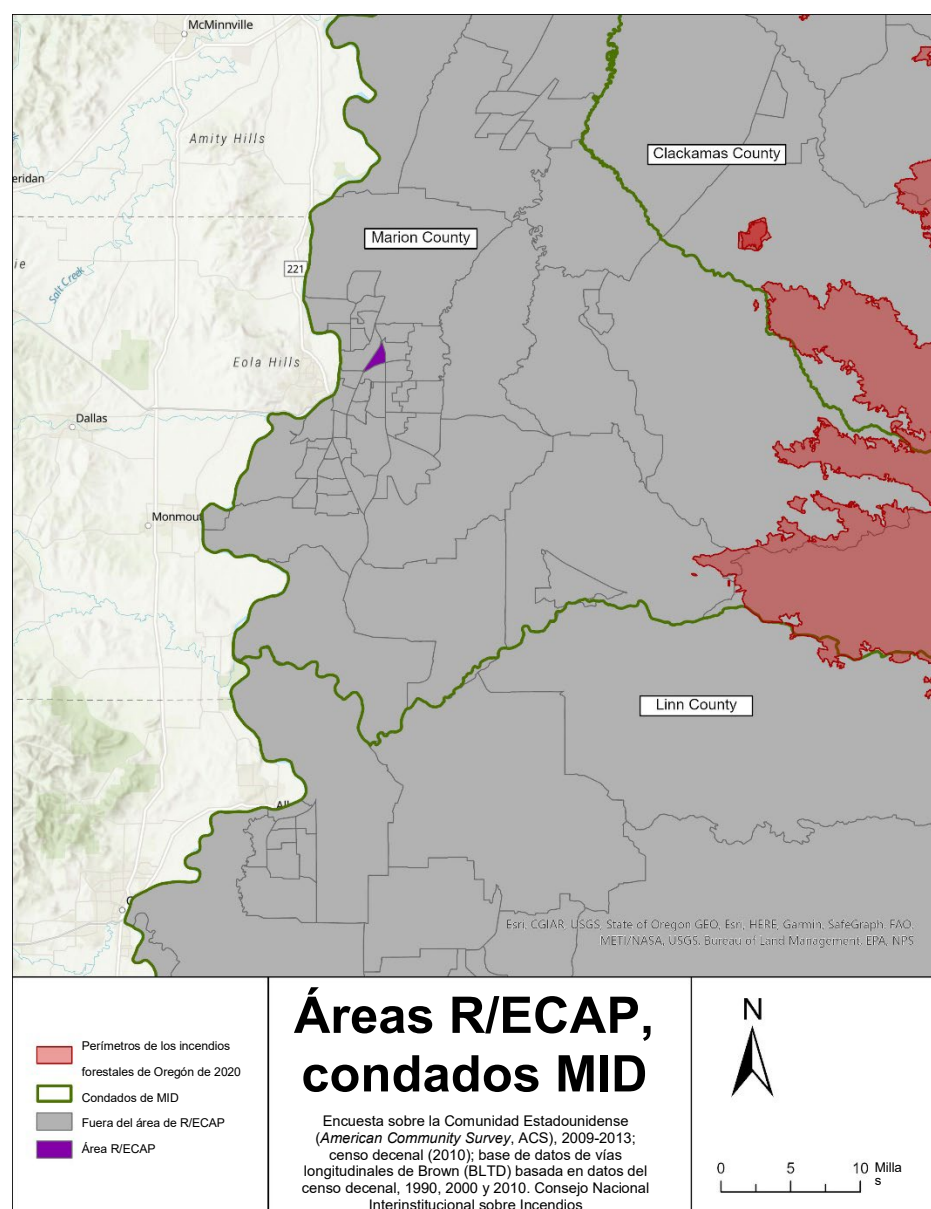 McMinnville
Amity Hills
eridan
Clackamas County
Marion County
ie
221
Salt Creek
Eola Hills
Dallas
Monmout
Linn County
All
C
Esri, CGIAR, USGS, State of Oregon GEO, Esri, HERE, Garmin, SafeGraph, FAO,
METI/NASA, USGS, Bureau of Land Management, EPA, NPS
Perímetros de los incendios
forestales de Oregón de 2020
Condados de MID
Fuera del área de R/ECAP
Área R/ECAP
Áreas R/ECAP,
condados MID
Encuesta sobre la Comunidad Estadounidense
(American Community Survey, ACS), 2009-2013;
censo decenal (2010); base de datos de vías
longitudinales de Brown (BLTD) basada en datos del
censo decenal, 1990, 2000 y 2010. Consejo Nacional
Interinstitucional sobre Incendios
N
0 5 10 Milla
s